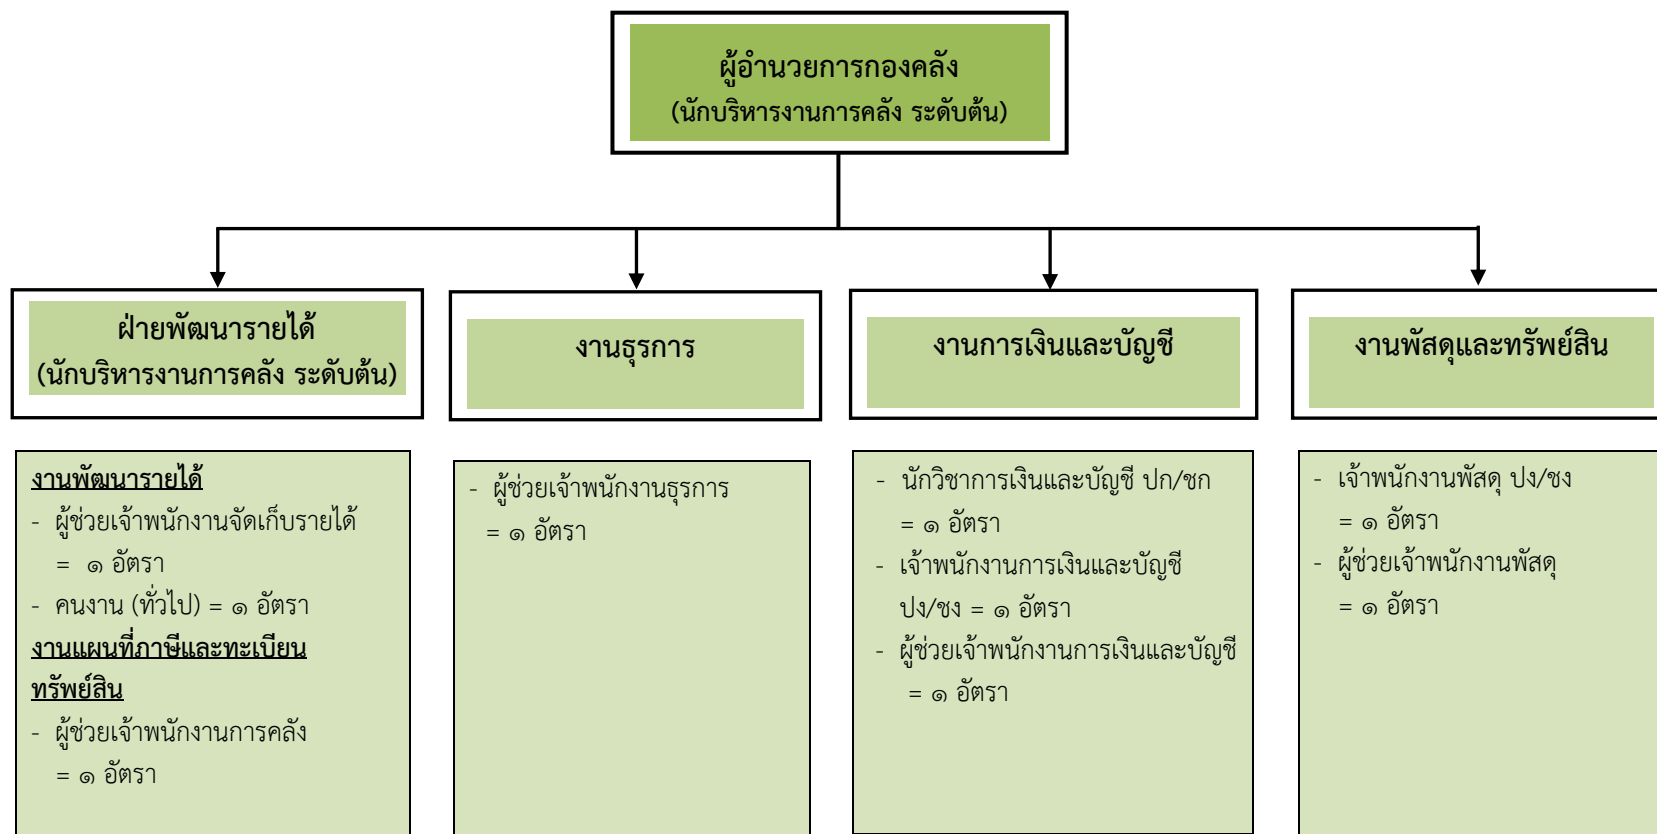 ผู้อำนวยการกองคลัง
(นักบริหารงานการคลัง ระดับต้น)
ฝ่ายพัฒนารายได้
(นักบริหารงานการคลัง ระดับต้น)
งานธุรการ
งานการเงินและบัญชี
งานพัสดุและทรัพย์สิน
งานพัฒนารายได้
- ผู้ช่วยเจ้าพนักงานจัดเก็บรายได้
= ๑ อัตรา
- คนงาน (ทั่วไป) = ๑ อัตรา
งานแผนที่ภาษีและทะเบียน
ทรัพย์สิน
- ผู้ช่วยเจ้าพนักงานการคลัง
= ๑ อัตรา
- ผู้ช่วยเจ้าพนักงานธุรการ
= ๑ อัตรา
- นักวิชาการเงินและบัญชี ปก/ชก
= ๑ อัตรา
- เจ้าพนักงานการเงินและบัญชี
ปง/ชง = ๑ อัตรา
- ผู้ช่วยเจ้าพนักงานการเงินและบัญชี
= ๑ อัตรา
- เจ้าพนักงานพัสดุ ปง/ชง
= ๑ อัตรา
- ผู้ช่วยเจ้าพนักงานพัสดุ
= ๑ อัตรา